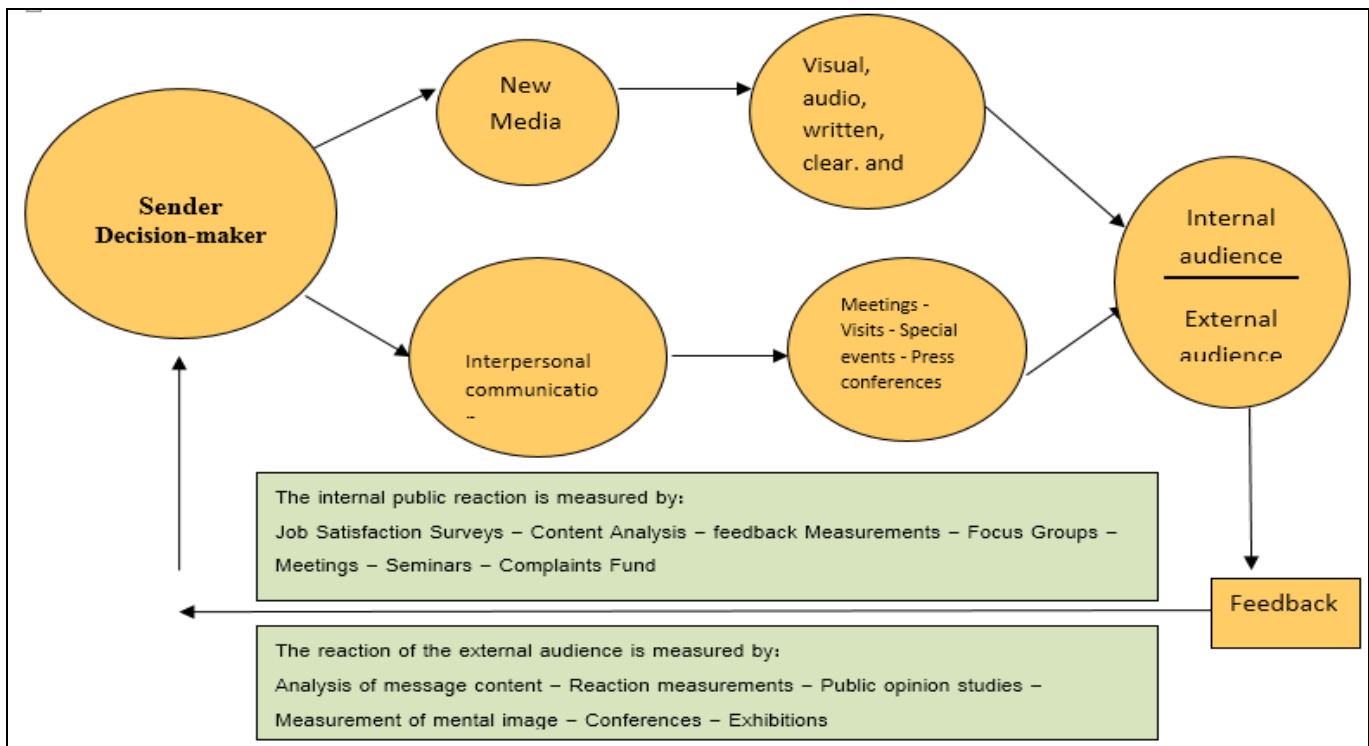 New
Media
Visual,
audio,
written,
clear. and
Sender
Decision-maker
Internal
audience
External
audience
Interpersonal
communicatio
Meetings -
Visits - Special
events - Press
conferences
The internal public reaction is measured by:
Job Satisfaction Surveys – Content Analysis – feedback Measurements – Focus Groups –
Meetings – Seminars – Complaints Fund
Feedback
The reaction of the external audience is measured by:
Analysis of message content – Reaction measurements – Public opinion studies –
Measurement of mental image – Conferences – Exhibitions